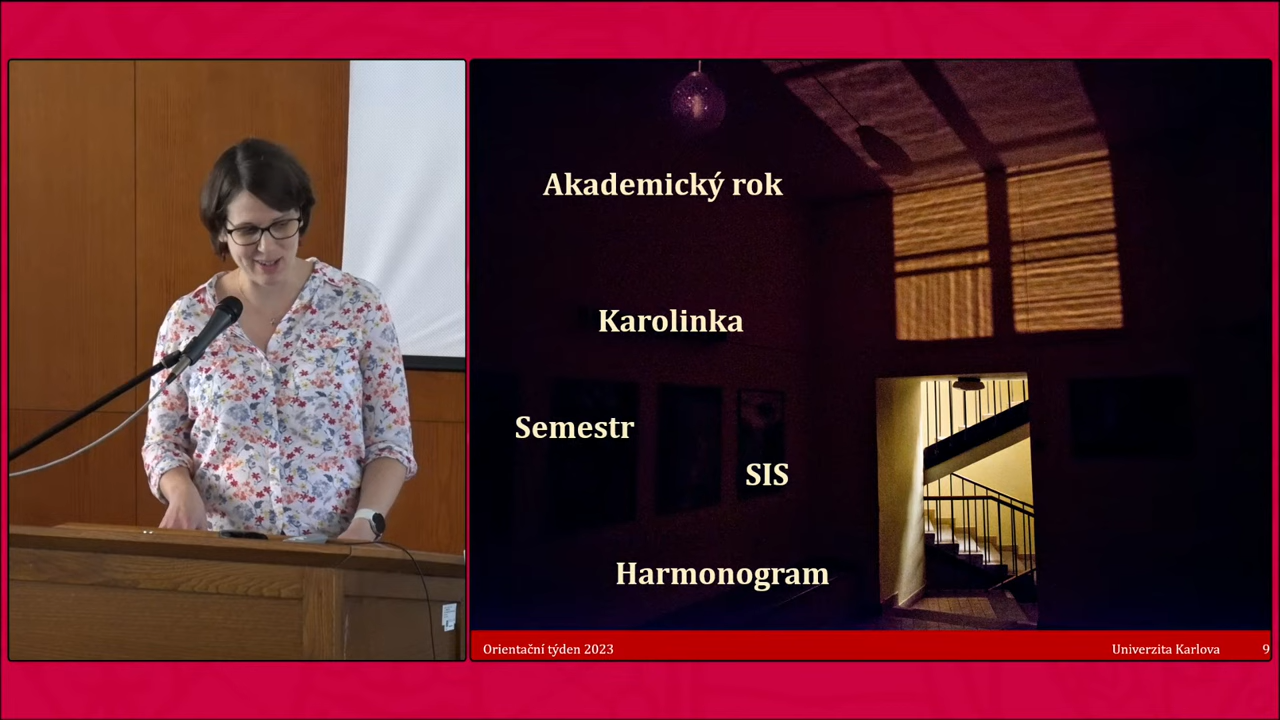 Akademický rok
Karolinka
Semestr
SIS
Harmonogram
Orientační týden 2023
Univerzita Karlova
9